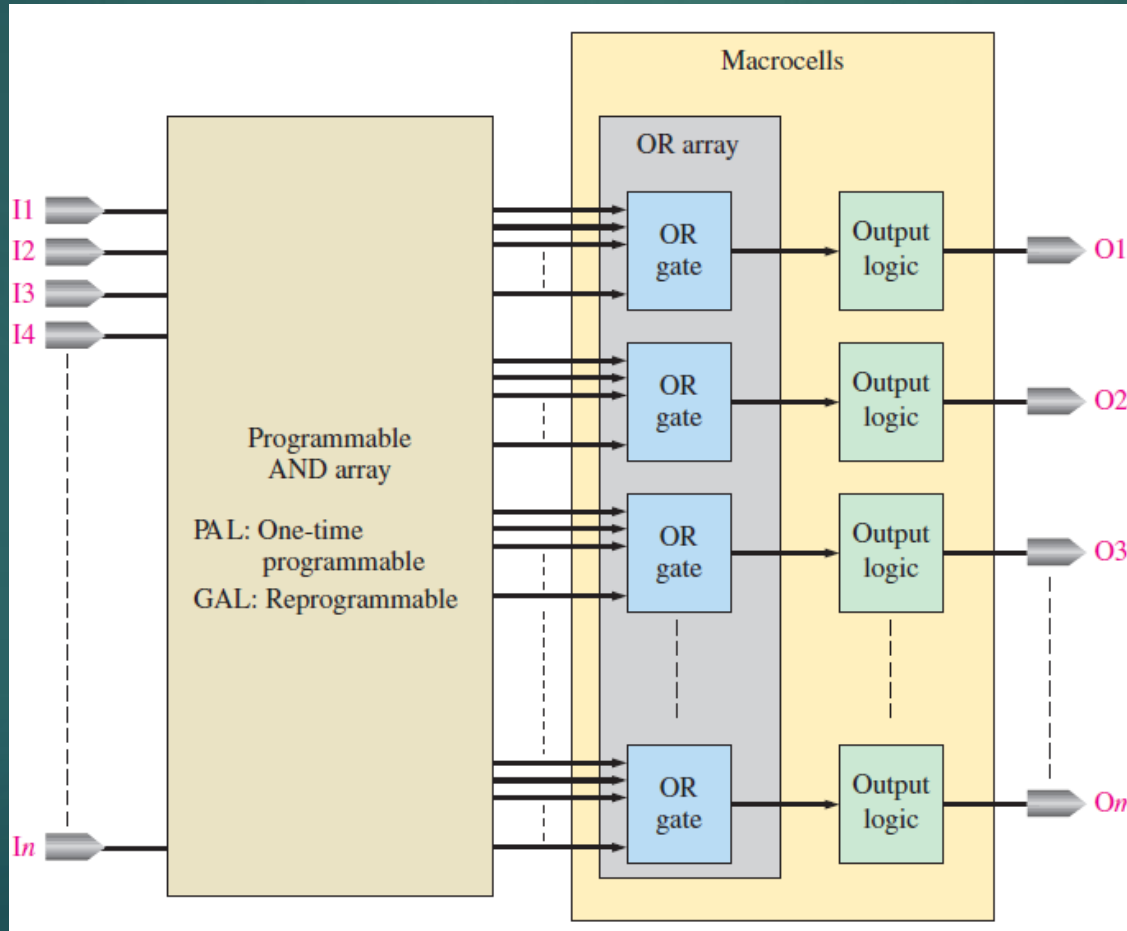 Macrocells
OR array
I1
I2
I3
I4
In
Programmable
AND array
PAL: One-time
programmable
GAL: Reprogrammable
OR
gate
Output
logic
O1
OR
gate
Output
logic
O2
OR
gate
Output
logic
O3
OR
gate
Output
logic
Om